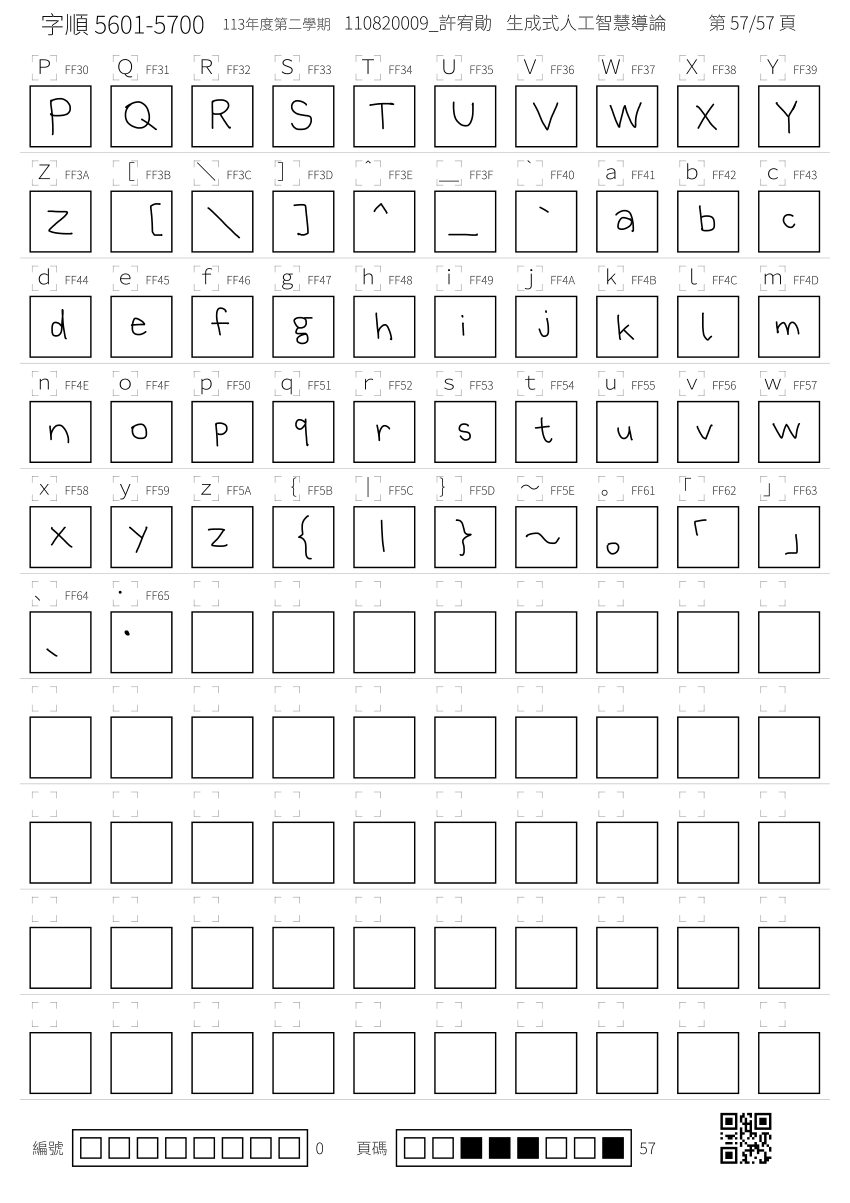 字順 5601-5700 113年度第二學期 110820009_許宥勛 生成式人工智慧導論 第 57/57 頁
P FF30 Q FF31 R FF32 S FF33 T FF34 U FF35 V FF36 W FF37 X FF38 Y FF39
P Q R S T U V W X Y
Z FF3A [ FF3B \ FF3C ] FF3D ^ FF3E _ FF3F ` FF40 a FF41 b FF42 c FF43
Z [ \ ] ^ _ ` a b c
d FF44 e FF45 f FF46 g FF47 h FF48 i FF49 j FF4A k FF4B l FF4C m FF4D
d e f g h i j k l m
n FF4E o FF4F p FF50 q FF51 r FF52 s FF53 t FF54 u FF55 v FF56 w FF57
n o p q r s t u v w
x FF58 y FF59 z FF5A { FF5B | FF5C } FF5D ~ FF5E 。 FF61 「 FF62 」 FF63
x y z { | } ~ 。 「 」
、 FF64 ・ FF65
、 ・
編號 0 頁碼 57